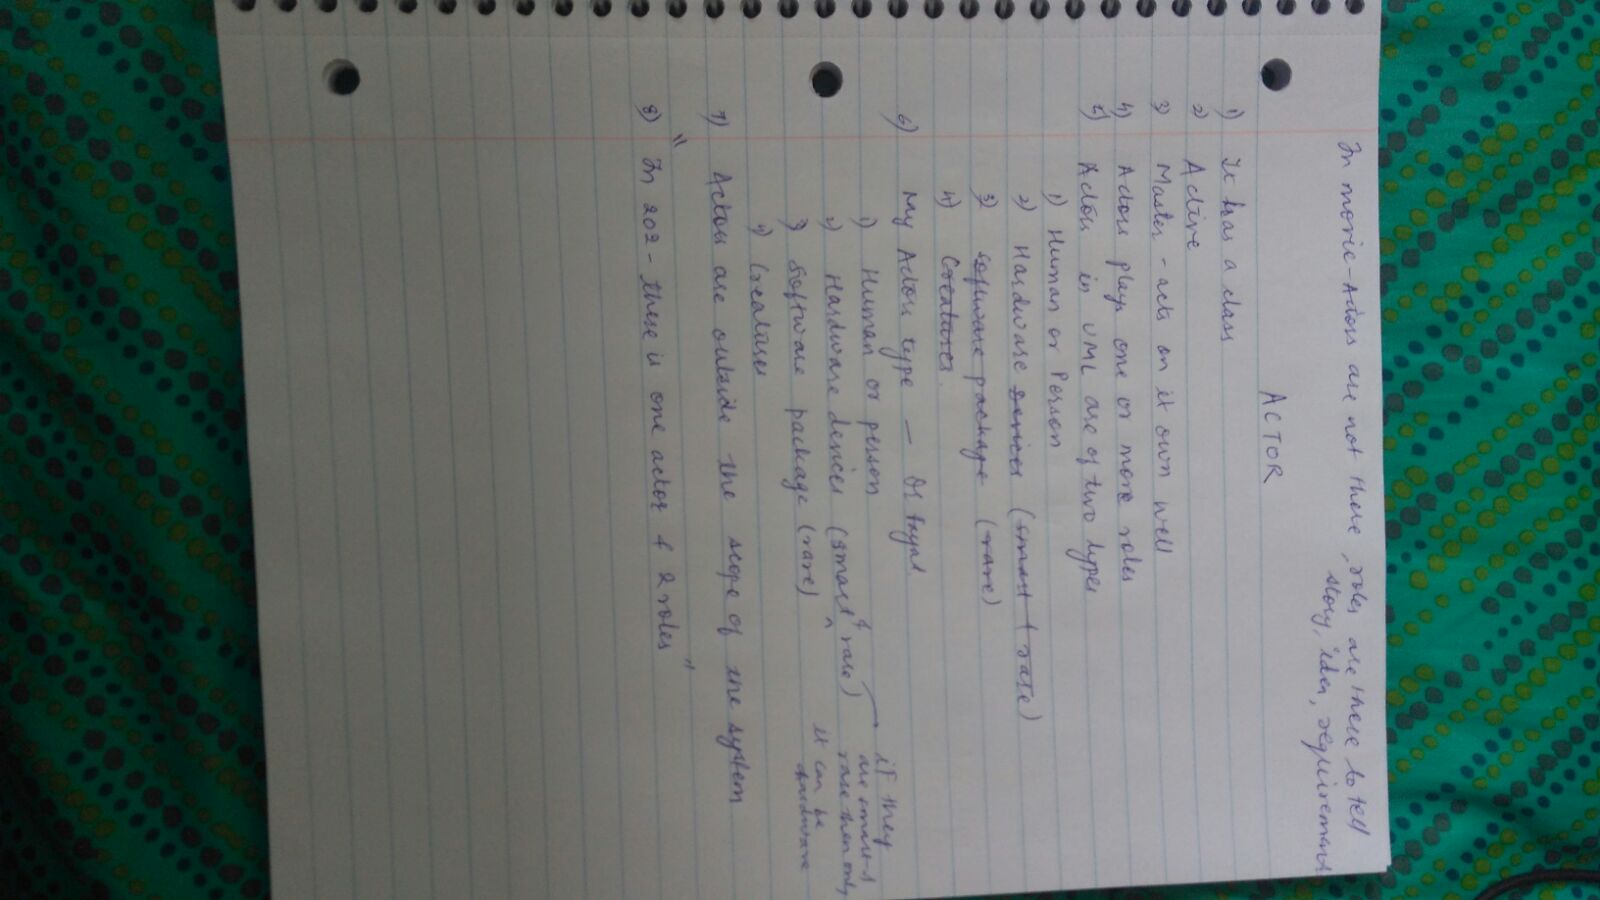 In movie-Actors are not there, roles are there to tell
story, idea, requirements
ACTOR
1) It has a class
2) Active
3) Master - acts on it own well
4) Actors plays one or more roles
5) Actors in UML are of two types
1) Human or Person
2) Hardware devices (smart + rare)
3) software package (rare)
4) Creatures.
6) My Actors type -
1) Human or person
2) Hardware devices (smart & rare) → if they
are smart &
rare then only
it can be
hardware
3) Software package (rare)
4) Creatures
7) Actors are outside the scope of the system
8) "In 202 - there is one actor & 2 roles"